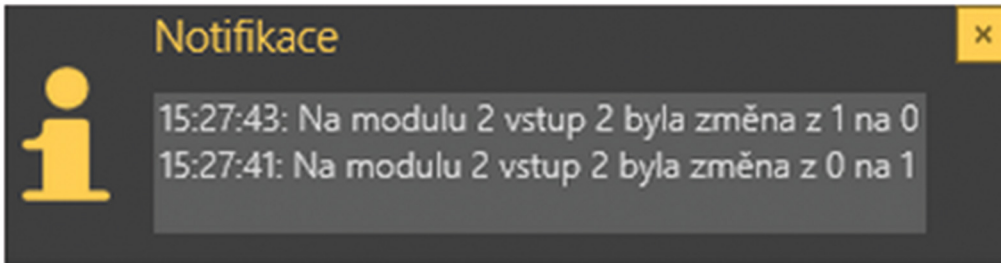 Notifikace
15:27:43: Na modulu 2 vstup 2 byla změna z 1 na 0
15:27:41: Na modulu 2 vstup 2 byla změna z 0 na 1